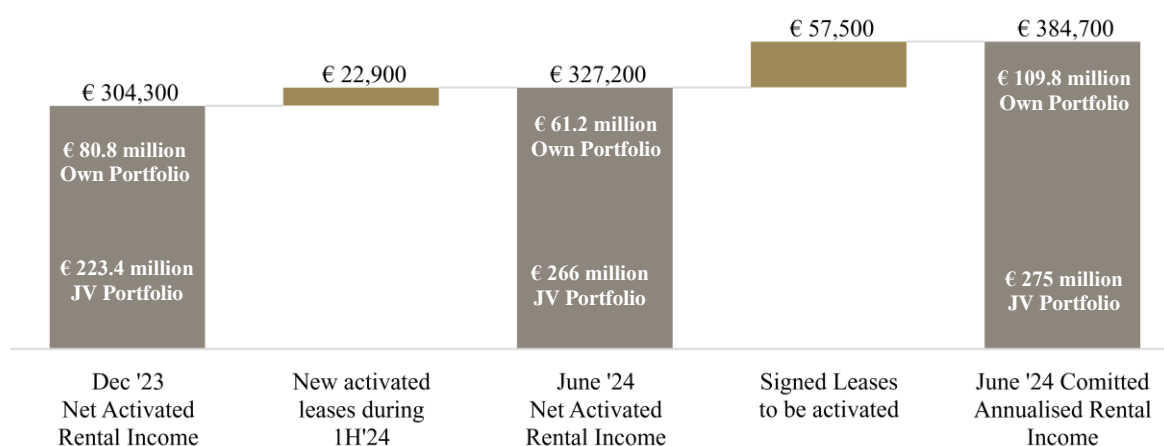 € 304,300
€ 80.8 million
Own Portfolio
€ 223.4 million
JV Portfolio
Dec '23
Net Activated
Rental Income
€ 22,900
New activated
leases during
1H'24
€ 327,200
€ 61.2 million
Own Portfolio
€ 266 million
JV Portfolio
June '24
Net Activated
Rental Income
€ 57,500
Signed Leases
to be activated
€ 384,700
€ 109.8 million
Own Portfolio
€ 275 million
JV Portfolio
June '24 Comitted
Annualised Rental
Income